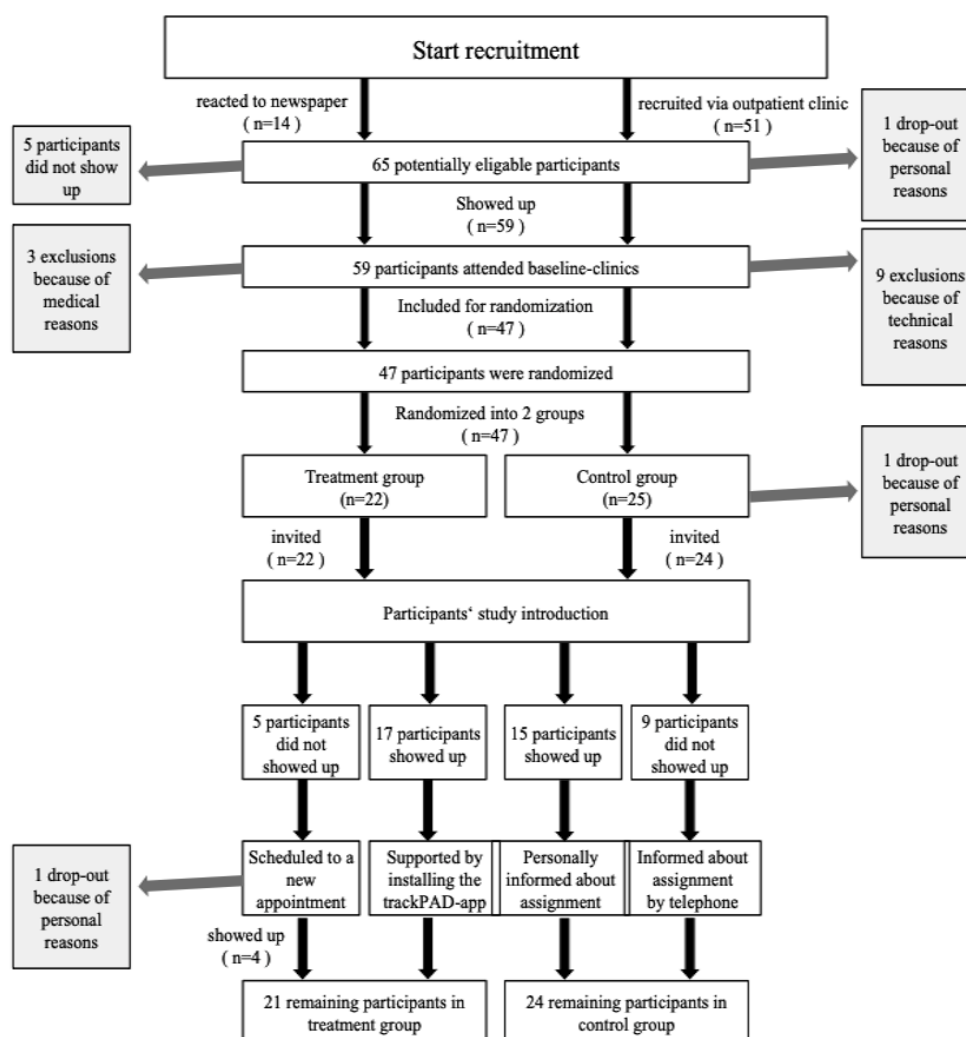 Start recruitment
reacted to newspaper
( n=14 )
recruited via outpatient clinic
( n=51 )
5 participants
did not show
up
65 potentially eligable participants
1 drop-out
because of
personal
reasons
Showed up
( n=59 )
3 exclusions
because of
medical
reasons
59 participants attended baseline-clinics
9 exclusions
because of
technical
reasons
Included for randomization
( n=47 )
47 participants were randomized
Randomized into 2 groups
( n=47 )
Treatment group
(n=22)
Control group
(n=25)
1 drop-out
because of
personal
reasons
invited
( n=22 )
invited
( n=24 )
Participants‘ study introduction
5 participants
did not
showed up
17 participants
showed up
15 participants
showed up
9 participants
did not
showed up
1 drop-out
because of
personal
reasons
Scheduled to a
new
appointment
Supported by
installing the
trackPAD-app
Personally
informed about
assignment
Informed about
assignment
by telephone
showed up
( n=4 )
21 remaining participants in
treatment group
24 remaining participants in
control group